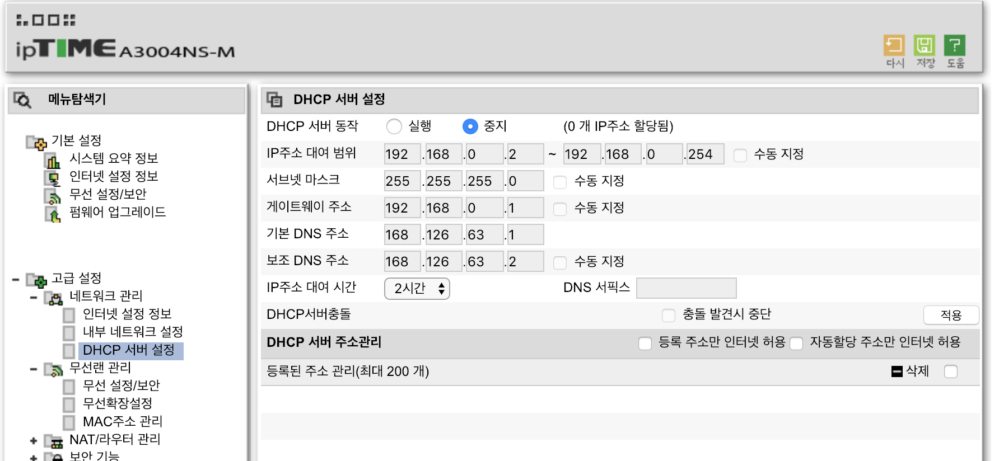 ipTIME A3004NS-M
다시 저장 도움
메뉴탐색기
기본 설정
시스템 요약 정보
인터넷 설정 정보
무선 설정/보안
펌웨어 업그레이드
고급 설정
네트워크 관리
인터넷 설정 정보
내부 네트워크 설정
DHCP 서버 설정
무선랜 관리
무선 설정/보안
무선확장설정
MAC주소 관리
NAT/라우터 관리
보안 기능
DHCP 서버 설정
DHCP 서버 동작 실행 중지 (0 개 IP주소 할당됨)
IP주소 대여 범위 192 .168 .0 .2 ~ 192 .168 .0 .254 수동 지정
서브넷 마스크 255 .255 .255 .0 수동 지정
게이트웨이 주소 192 .168 .0 .1 수동 지정
기본 DNS 주소 168 .126 .63 .1
보조 DNS 주소 168 .126 .63 .2 수동 지정
IP주소 대여 시간 2시간 DNS 서픽스
DHCP서버충돌 충돌 발견시 중단 적용
DHCP 서버 주소관리 등록 주소만 인터넷 허용 자동할당 주소만 인터넷 허용
등록된 주소 관리(최대 200 개) 삭제